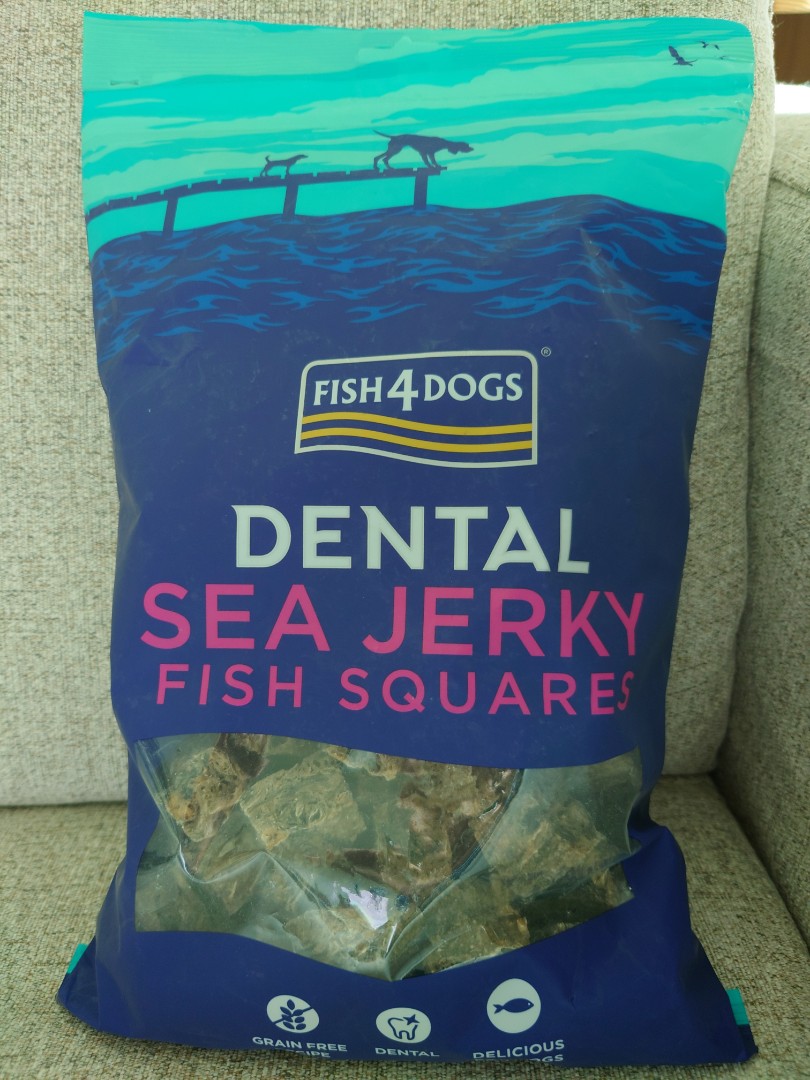 FISH4DOGS®
DENTAL
SEA JERKY
FISH SQUARES
GRAIN FREE
DENTAL
DELICIOUS